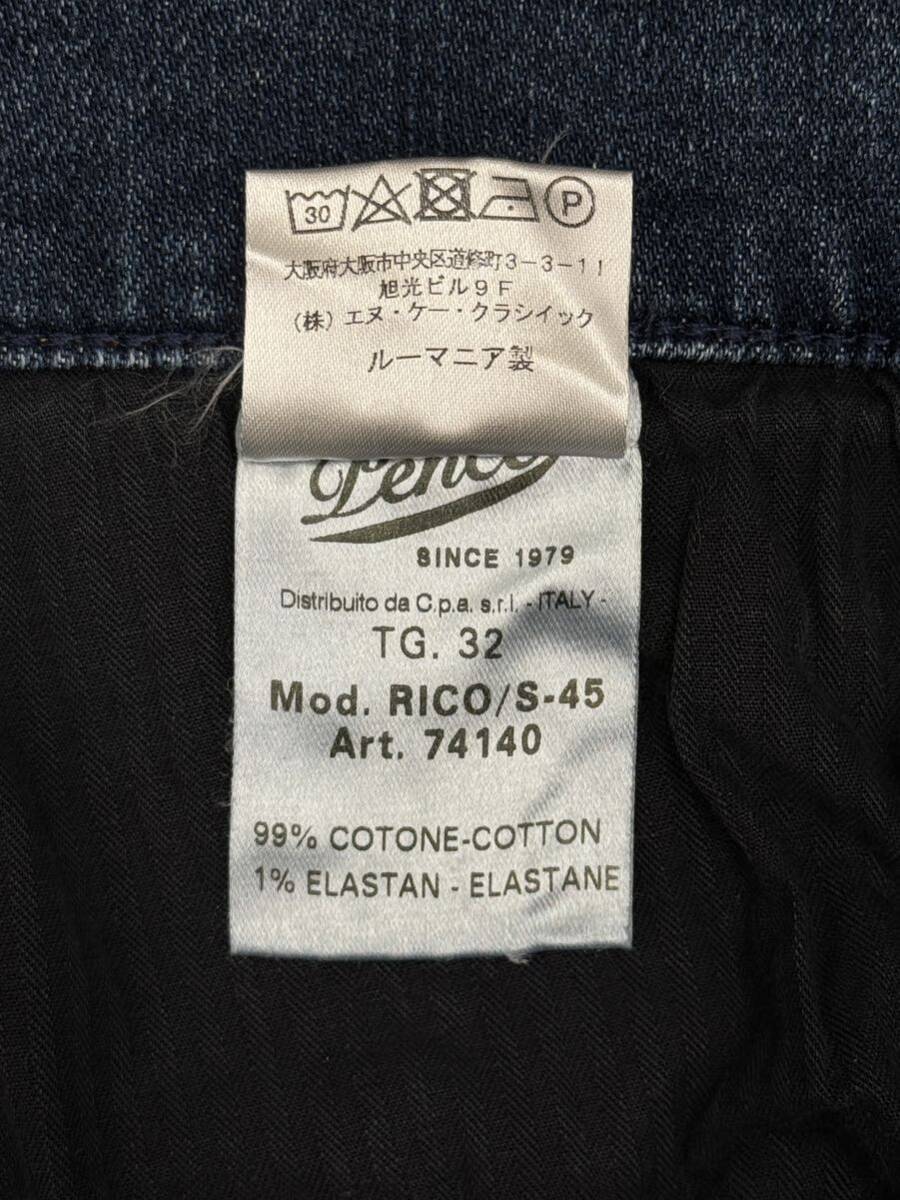 30
P
大阪府大阪市中央区道修町3-3-11
旭光ビル9F
(株)エヌ・ケー・クラシイック
ルーマニア製
SINCE 1979
Distribuito da C.p.a. s.r.l. - ITALY -
TG. 32
Mod. RICO/S-45
Art. 74140
99% COTONE-COTTON
1% ELASTAN - ELASTANE